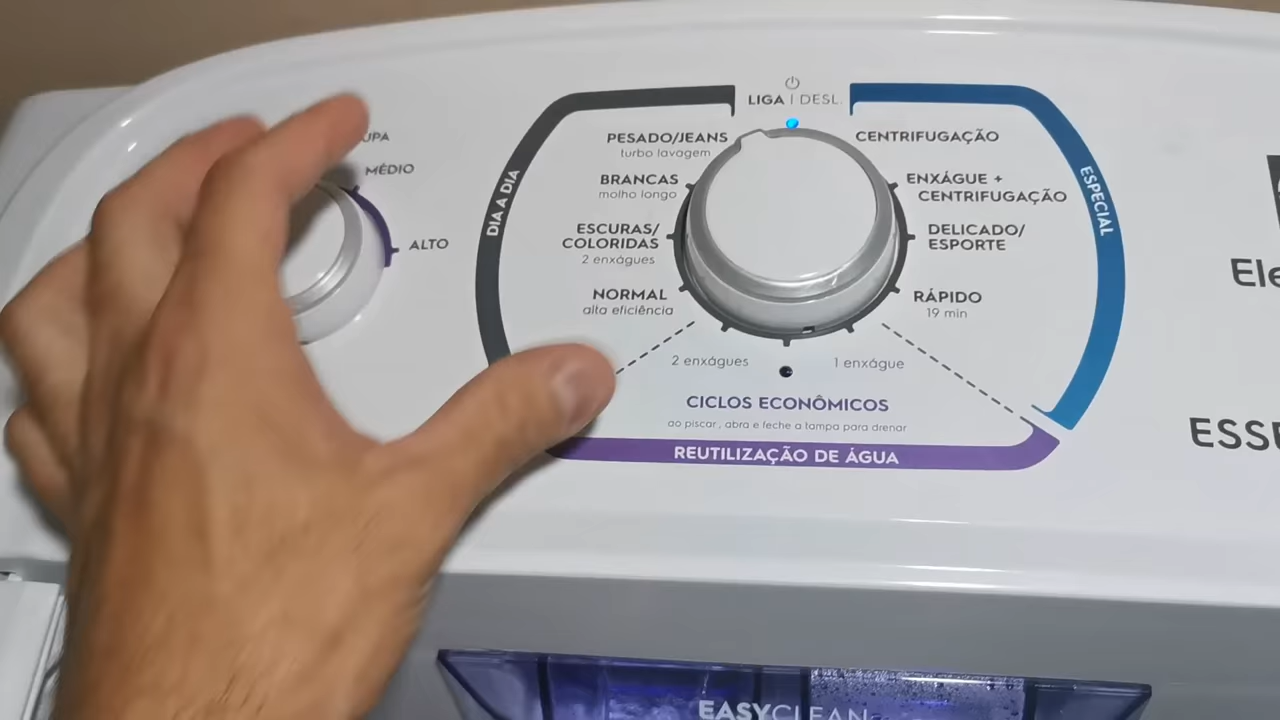 MÉDIO
ALTO
DIA A DIA
LIGA | DESL.
PESADO/JEANS
turbo lavagem
BRANCAS
molho longo
ESCURAS/
COLORIDAS
2 enxágues
NORMAL
alta eficiência
CENTRIFUGAÇÃO
ENXÁGUE +
CENTRIFUGAÇÃO
DELICADO/
ESPORTE
RÁPIDO
19 min
ESPECIAL
2 enxágues
1 enxágue
CICLOS ECONÔMICOS
ao piscar, abra e feche a tampa para drenar
REUTILIZAÇÃO DE ÁGUA
EASYCLEAN